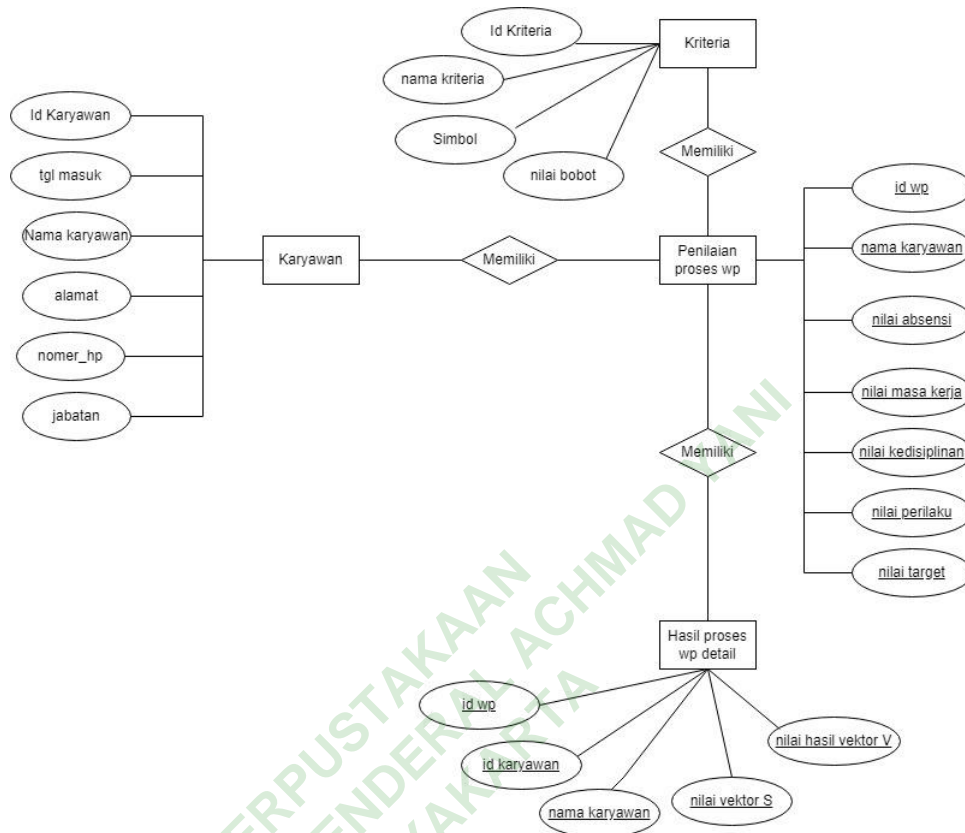 Id Kriteria
Kriteria
nama kriteria
Simbol
nilai bobot
Memiliki
Id Karyawan
tgl masuk
Nama karyawan
alamat
nomer_hp
jabatan
Karyawan
Memiliki
Penilaian
proses wp
id wp
nama karyawan
nilai absensi
nilai masa kerja
nilai kedisiplinan
nilai perilaku
nilai target
Memiliki
Hasil proses
wp detail
id wp
id karyawan
nama karyawan
nilai vektor S
nilai hasil vektor V
ACHMAD YANI